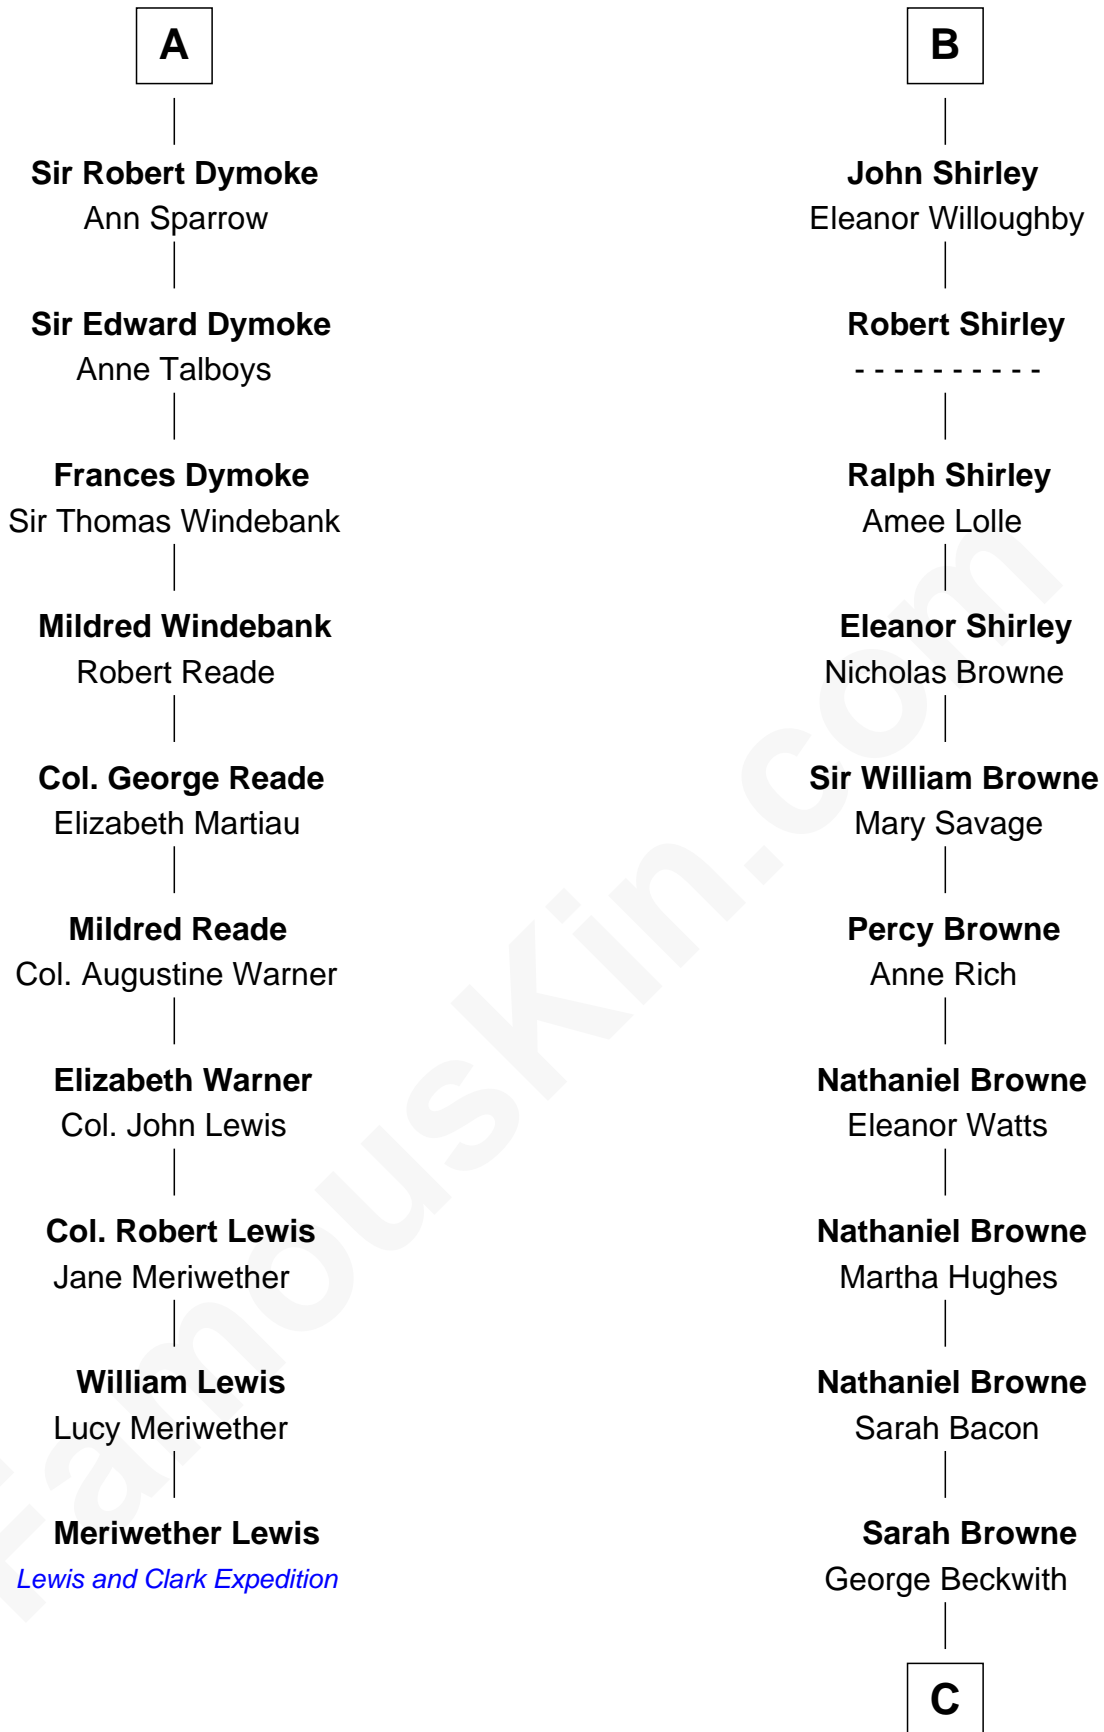 A
Sir Robert Dymoke
Ann Sparrow
Sir Edward Dymoke
Anne Talboys
Frances Dymoke
Sir Thomas Windebank
Mildred Windebank
Robert Reade
Col. George Reade
Elizabeth Martiau
Mildred Reade
Col. Augustine Warner
Elizabeth Warner
Col. John Lewis
Col. Robert Lewis
Jane Meriwether
William Lewis
Lucy Meriwether
Meriwether Lewis
Lewis and Clark Expedition
B
John Shirley
Eleanor Willoughby
Robert Shirley
- - - - - - - - - -
Ralph Shirley
Amee Lolle
Eleanor Shirley
Nicholas Browne
Sir William Browne
Mary Savage
Percy Browne
Anne Rich
Nathaniel Browne
Eleanor Watts
Nathaniel Browne
Martha Hughes
Nathaniel Browne
Sarah Bacon
Sarah Browne
George Beckwith
C
FamousKin.com